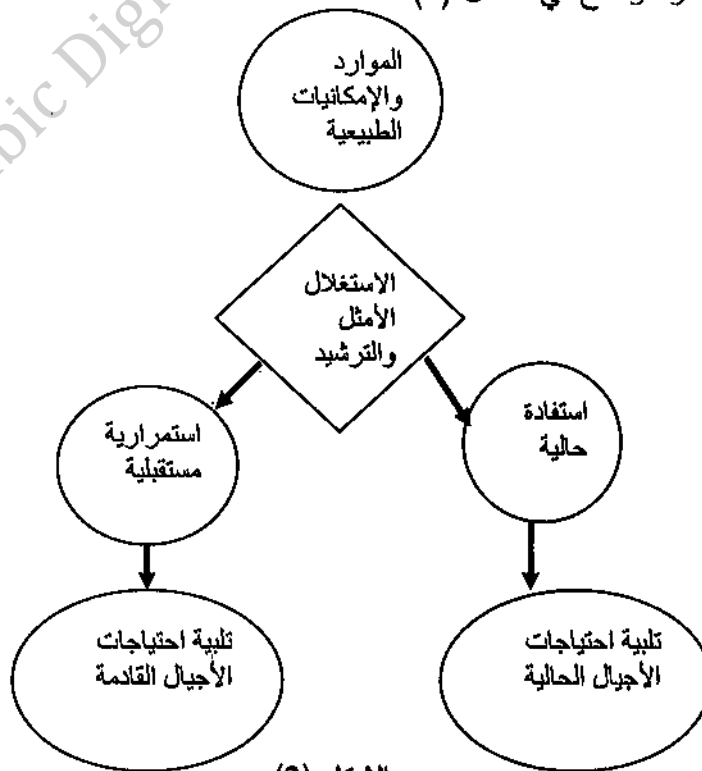 الموارد
والإمكانيات
الطبيعية
الاستغلال
الأمثل
والترشيد
استفادة
حالية
استمرارية
مستقبلية
تلبية احتياجات
الأجيال الحالية
تلبية احتياجات
الأجيال القادمة